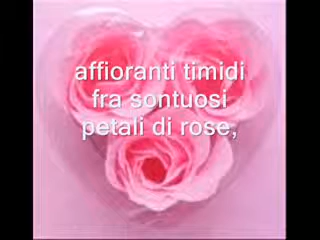 affioranti timidi
fra sontuosi
petali di rose,